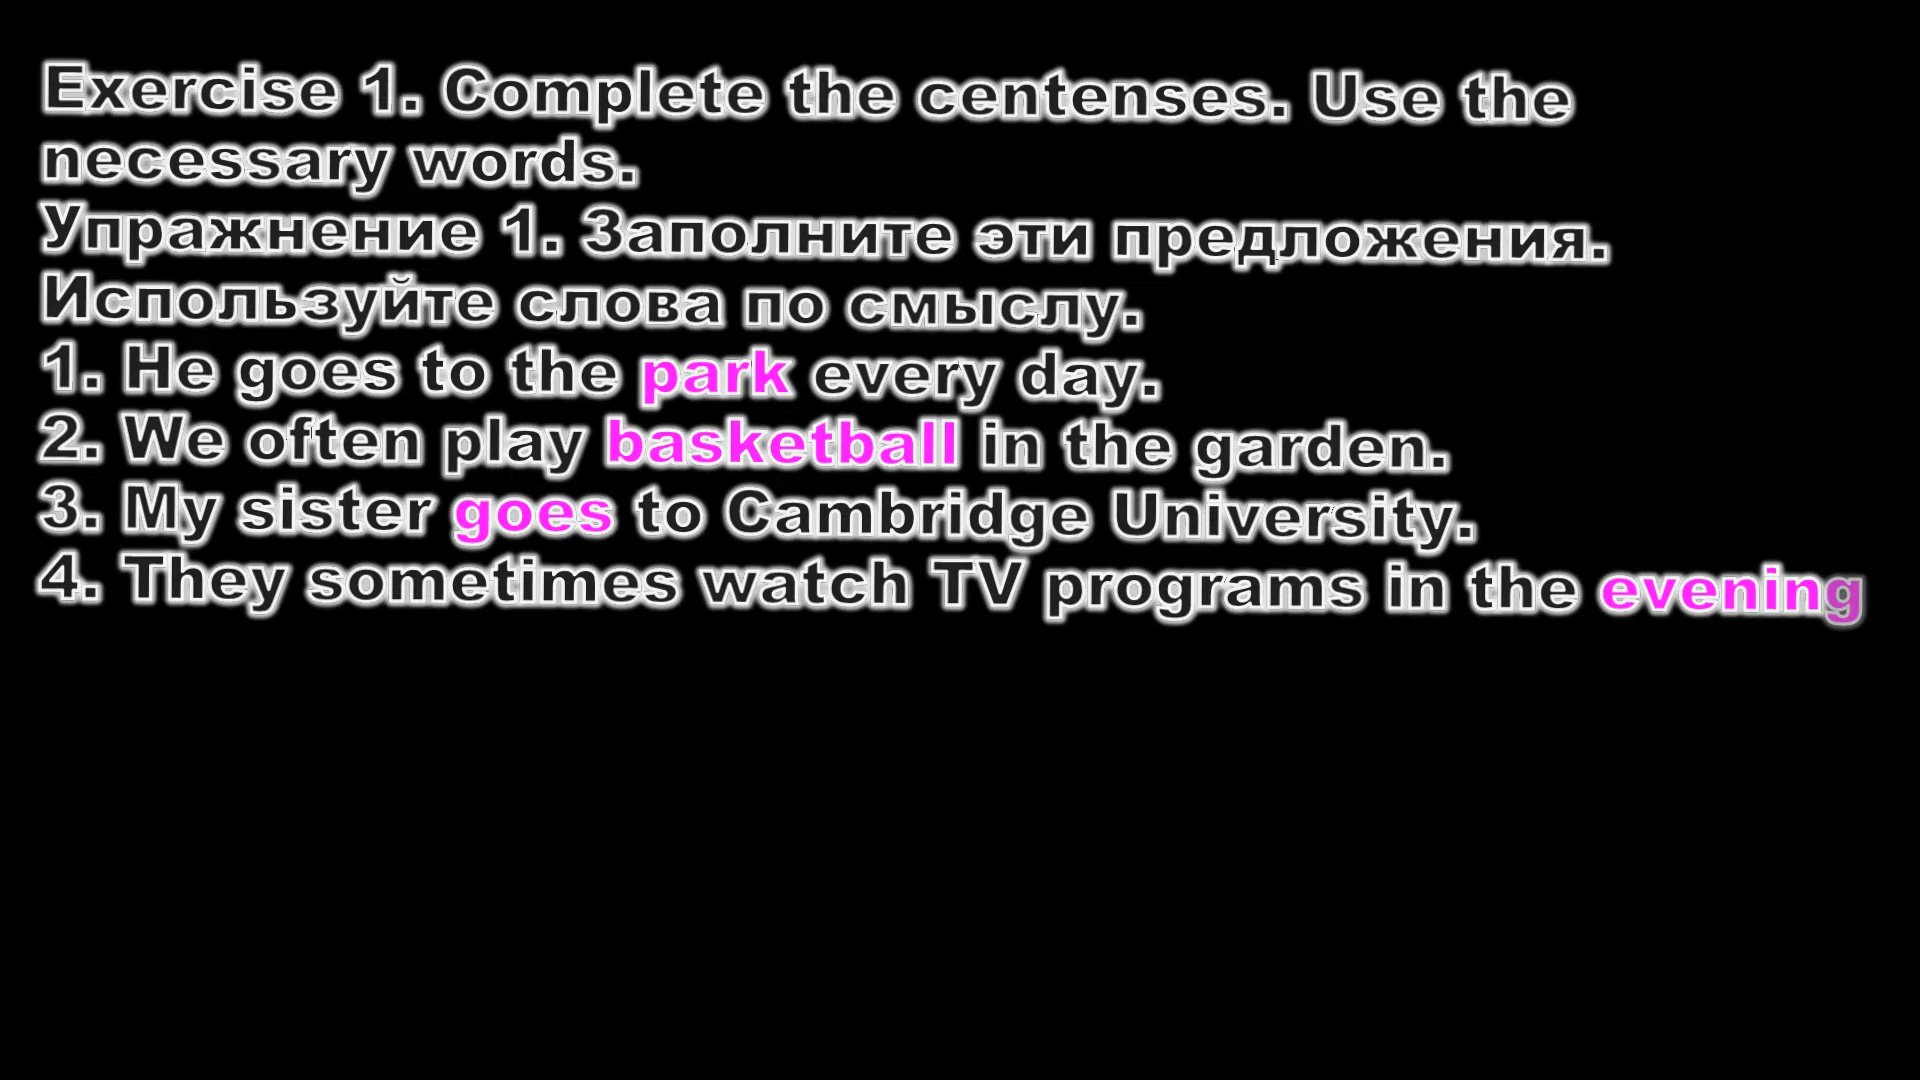 Exercise 1. Complete the centenses. Use the
necessary words.
Упражнение 1. Заполните эти предложения.
Используйте слова по смыслу.
1. He goes to the park every day.
2. We often play basketball in the garden.
3. My sister goes to Cambridge University.
4. They sometimes watch TV programs in the evening